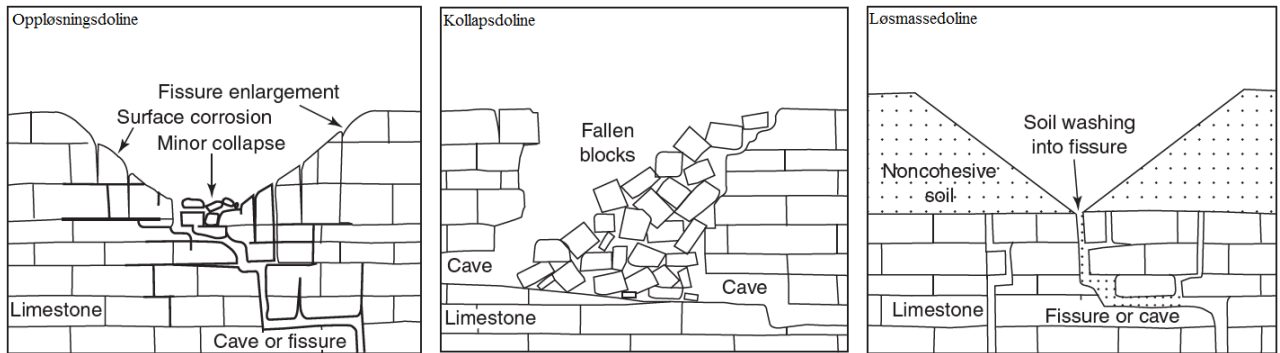 Oppløsningsdoline
Fissure enlargement
Surface corrosion
Minor collapse
Limestone
Cave or fissure
Kollapsdoline
Fallen
blocks
Cave
Cave
Limestone
Løsmassedoline
Soil washing
into fissure
Noncohesive
soil
Limestone
Fissure or cave